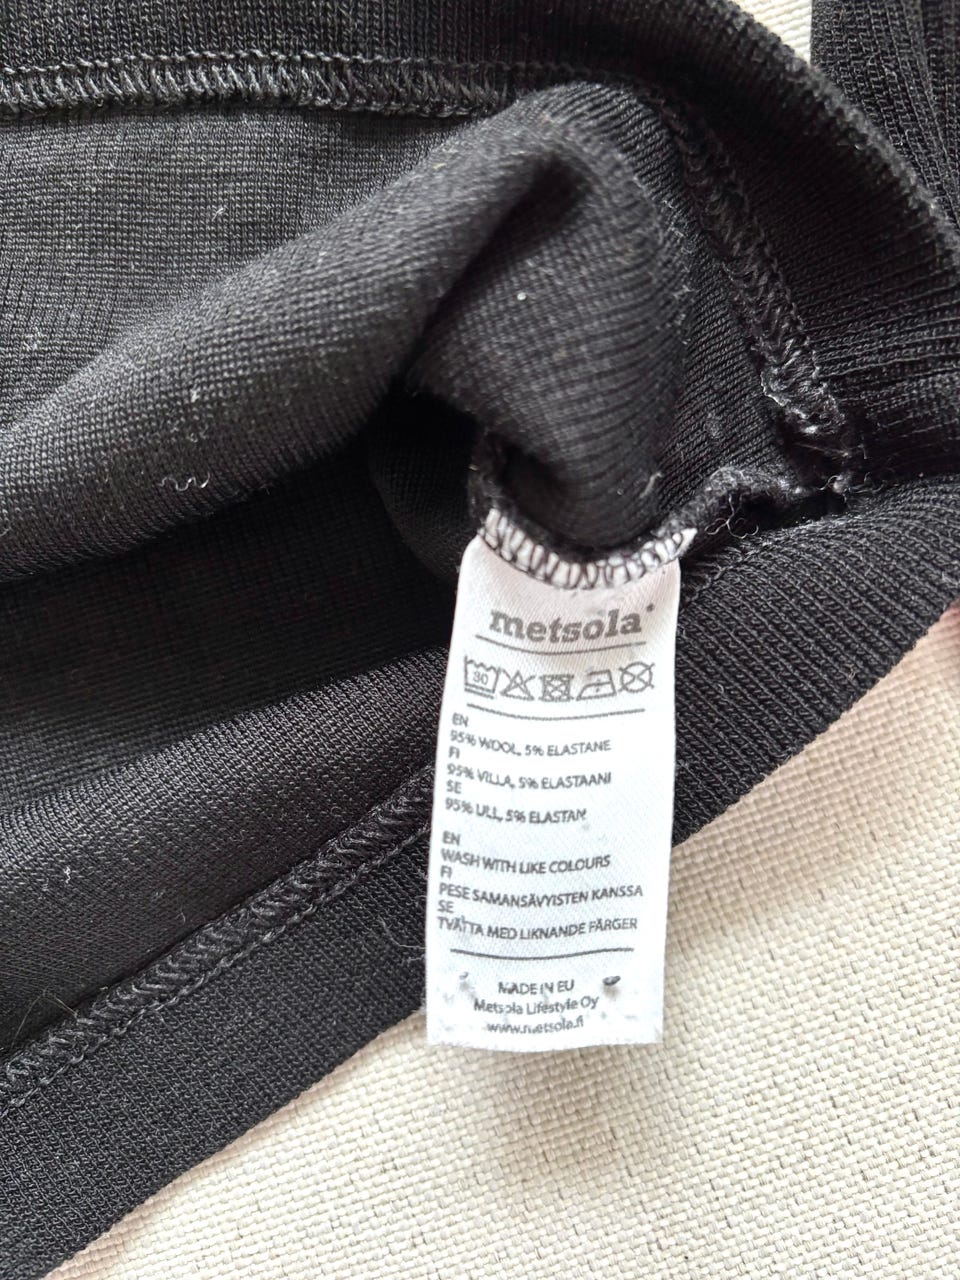 metsola
30
EN
95% WOOL, 5% ELASTANE
FI
95% VILLA, 5% ELASTAANI
SE
95% ULL, 5% ELASTAN
EN
WASH WITH LIKE COLOURS
FI
PESE SAMANSÄVYISTEN KANSSA
SE
TVÄTTA MED LIKNANDE FÄRGER
MADE IN EU
Metsola Lifestyle Oy
www.metsola.fi